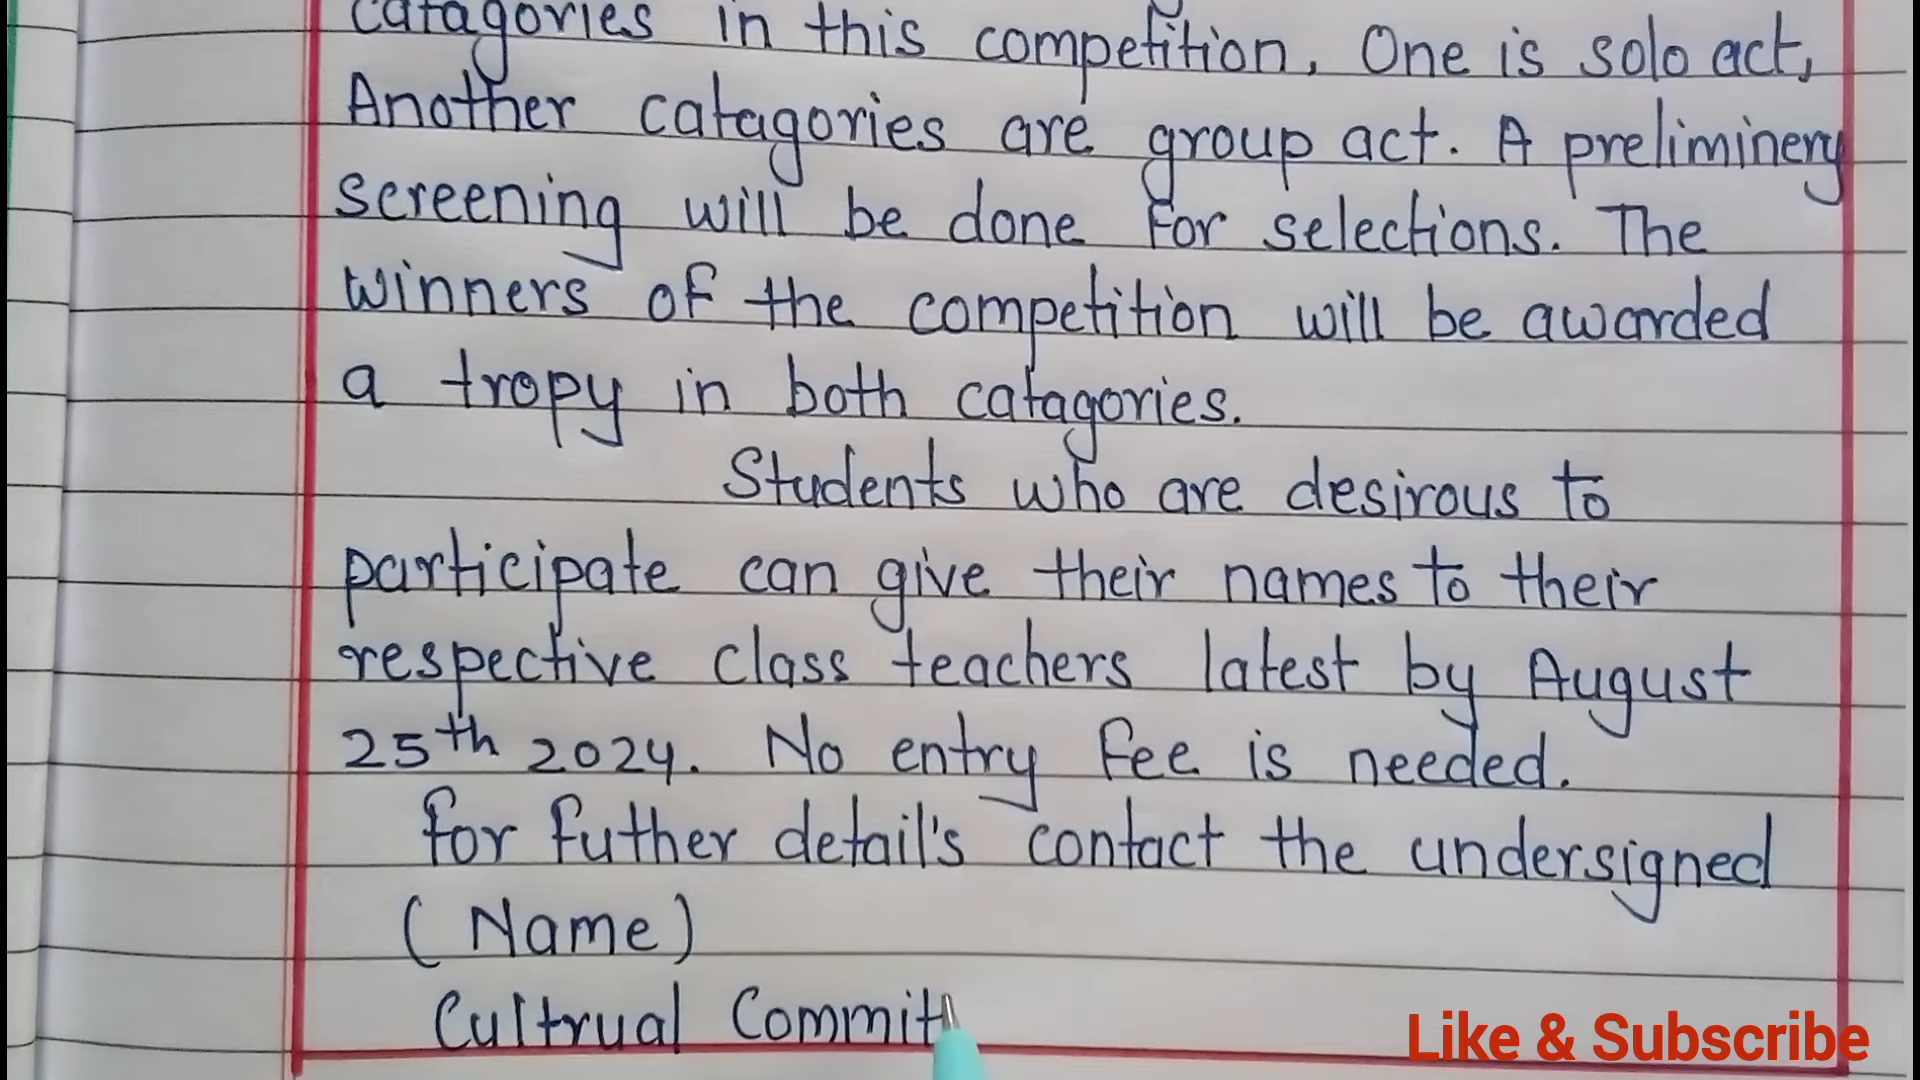 catagories in this competition. One is solo act,
Another catagories are group act. A preliminery
screening will be done for selections. The
winners of the competition will be awarded
a tropy in both catagories.
Students who are desirous to
participate can give their names to their
respective class teachers latest by August
25th 2024. No entry fee is needed.
for futher detail's contact the undersigned
(Name)
Cultrual Committ
Like & Subscribe